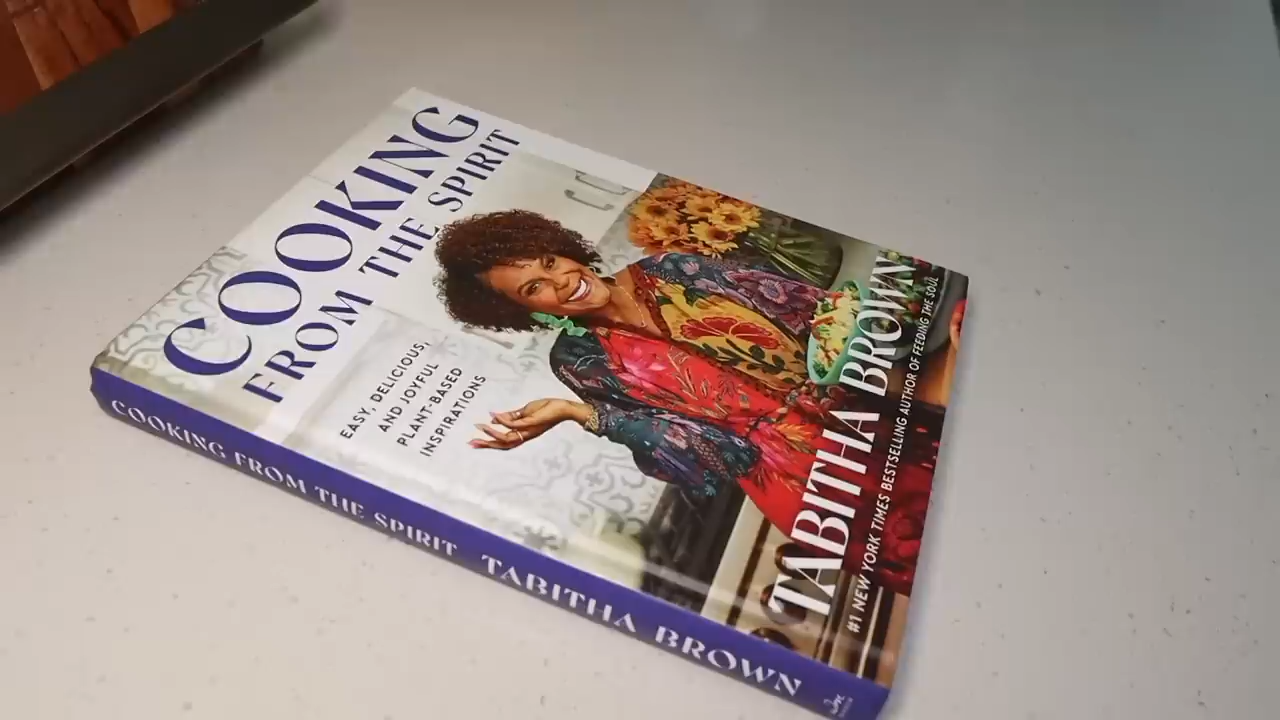 COOKING
FROM THE SPIRIT
EASY, DELICIOUS,
AND JOYFUL
PLANT-BASED
INSPIRATIONS
TABITHA BROWN
#1 NEW YORK TIMES BESTSELLING AUTHOR OF FEEDING THE SOUL
COOKING FROM THE SPIRIT TABITHA BROWN